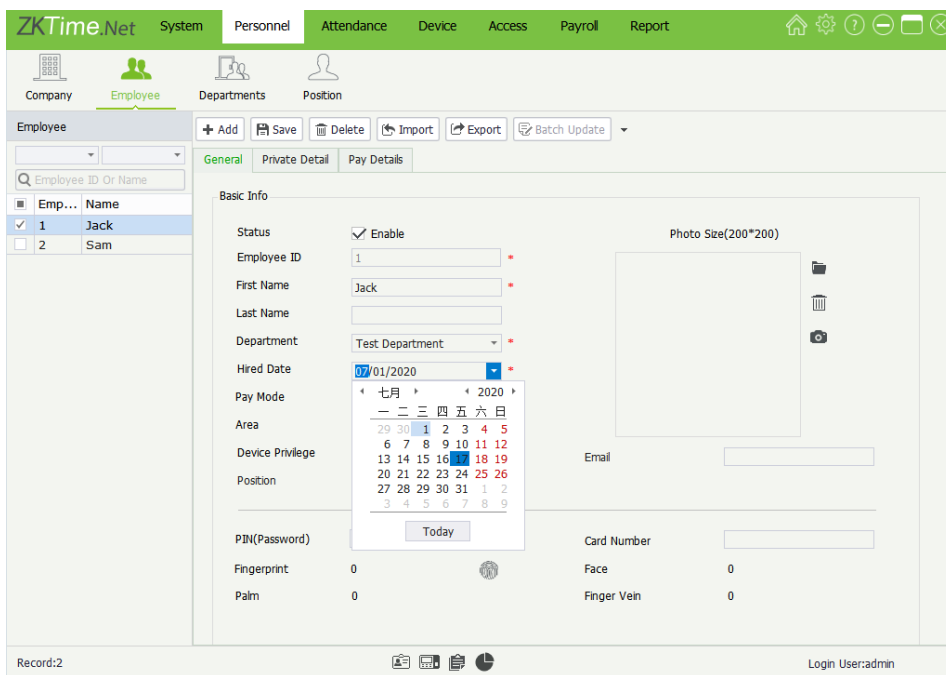 ZKTime.Net System Personnel Attendance Device Access Payroll Report
Company Employee Departments Position
Employee
Add Save Delete Import Export Batch Update
General Private Detail Pay Details
Employee ID Or Name
Emp... Name
1 Jack
2 Sam
Basic Info
Status Enable Photo Size(200*200)
Employee ID 1 *
First Name Jack *
Last Name
Department Test Department *
Hired Date 07/01/2020 *
Pay Mode
Area
Device Privilege
Position
七月 2020
一 二 三 四 五 六 日
29 30 1 2 3 4 5
6 7 8 9 10 11 12
13 14 15 16 17 18 19
20 21 22 23 24 25 26
27 28 29 30 31 1 2
3 4 5 6 7 8 9
Today
Email
PIN(Password) Card Number
Fingerprint 0 Face 0
Palm 0 Finger Vein 0
Record:2 Login User:admin